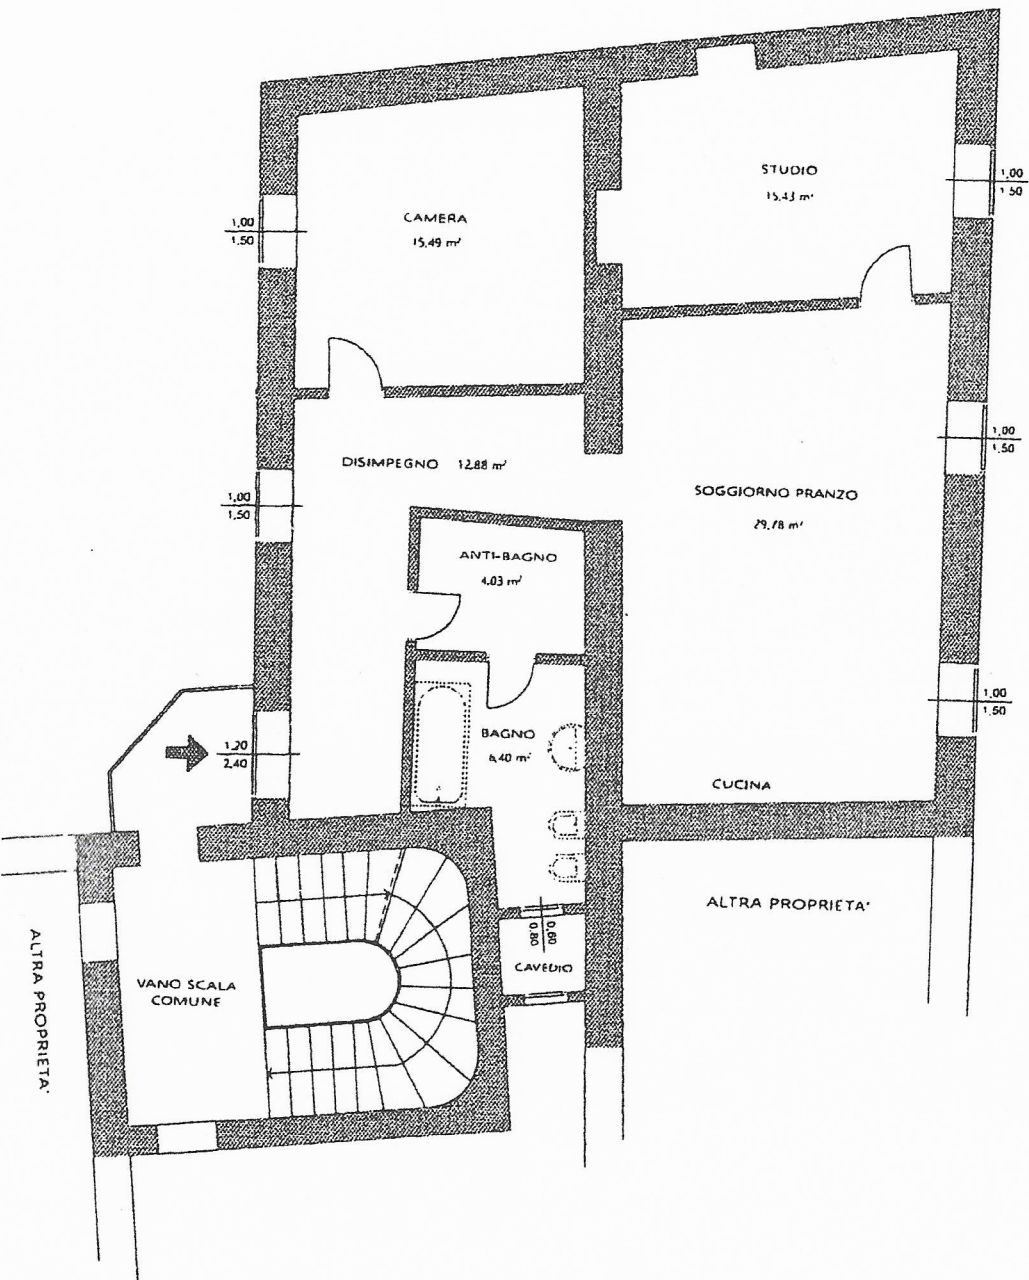 STUDIO
15.43 m²
1,00
1,50
CAMERA
15.49 m²
1,00
1,50
1,00
1,50
DISIMPEGNO 12.88 m²
SOGGIORNO PRANZO
29.78 m²
1,00
1,50
ANTI-BAGNO
4.03 m²
1,00
1,50
BAGNO
6,40 m²
1,20
2,40
CUCINA
ALTRA PROPRIETA'
0,60
0,80
CAVEDIO
VANO SCALA
COMUNE
ALTRA PROPRIETA'